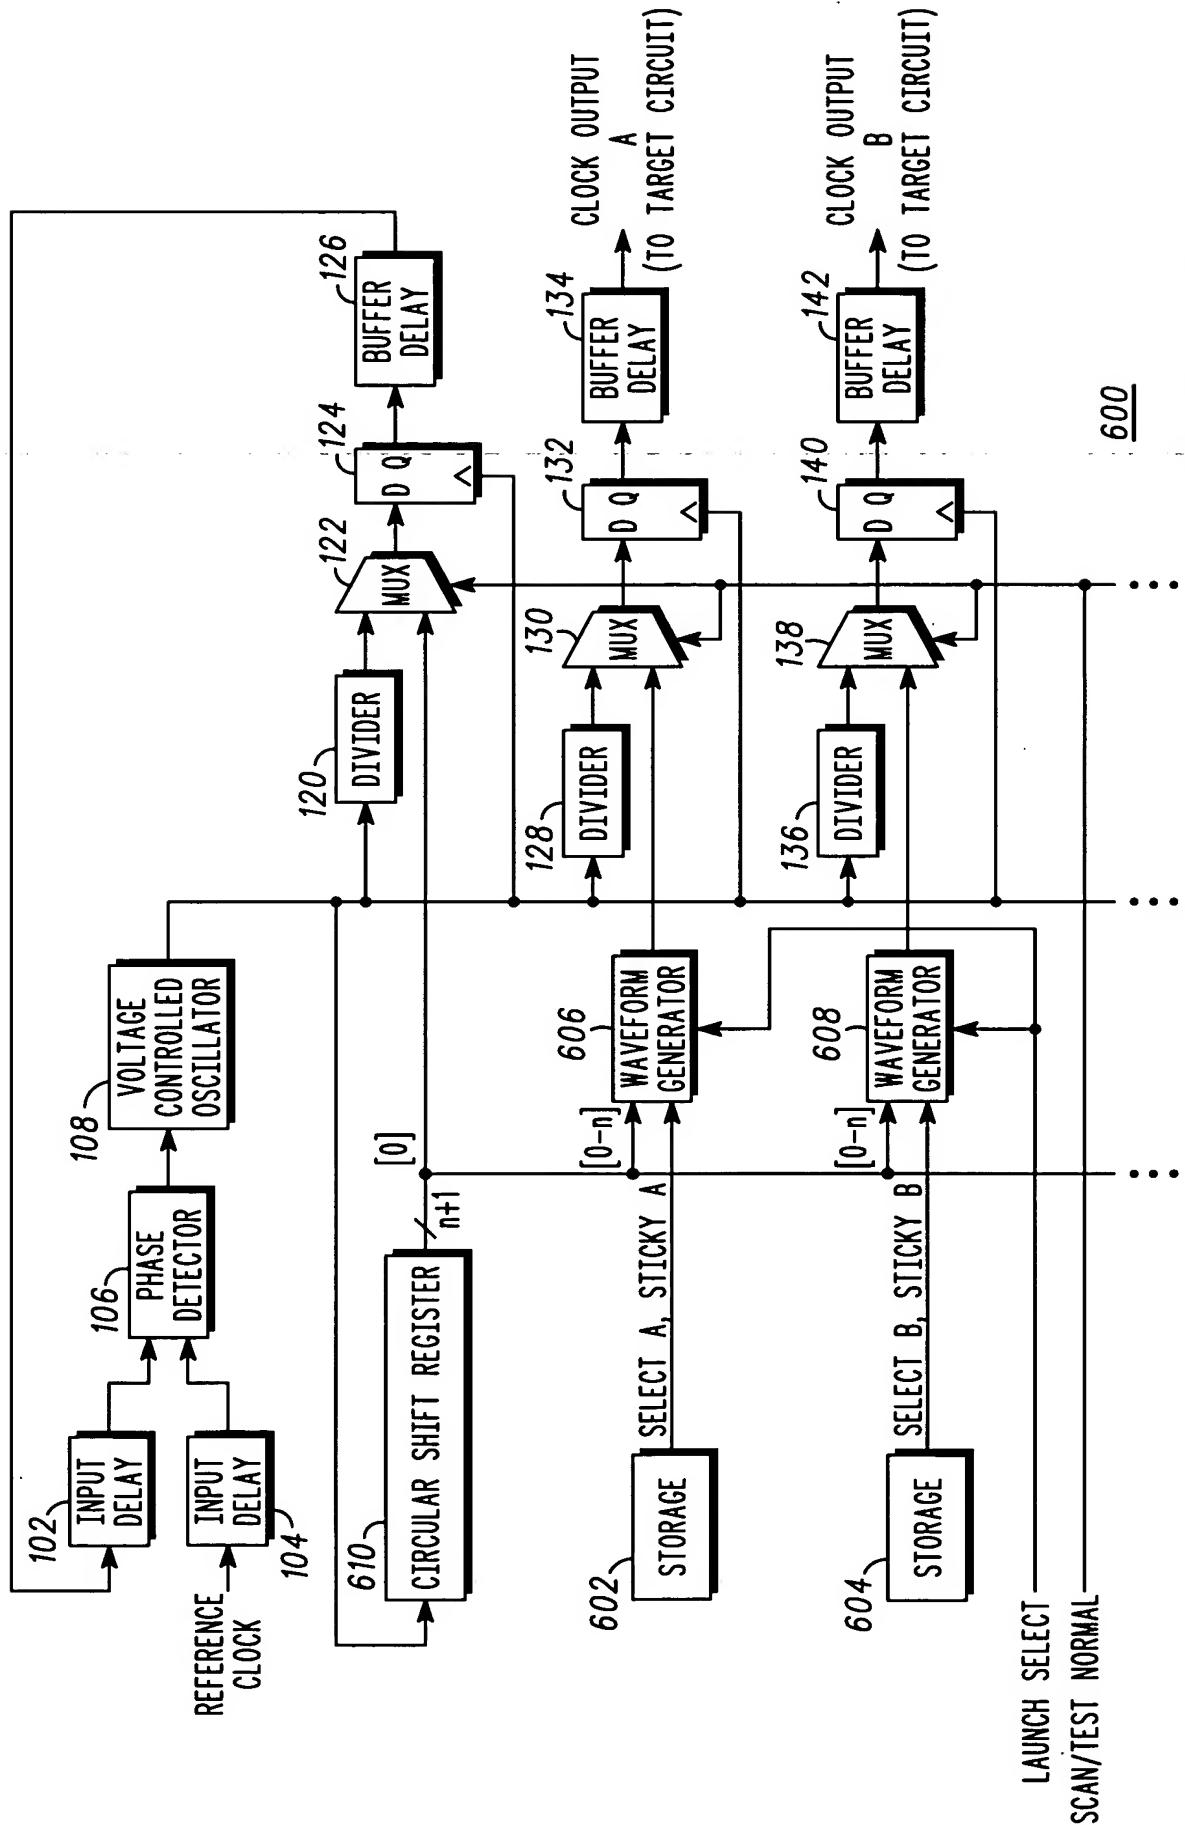 102
INPUT
DELAY
REFERENCE
CLOCK
INPUT
DELAY
104
106
PHASE
DETECTOR
108
VOLTAGE
CONTROLLED
OSCILLATOR
120
DIVIDER
122
MUX
124
D Q
126
BUFFER
DELAY
610
CIRCULAR SHIFT REGISTER
n+1
[0]
602
STORAGE
SELECT A, STICKY A
[0-n]
606
WAVEFORM
GENERATOR
128
DIVIDER
130
MUX
132
D Q
134
BUFFER
DELAY
CLOCK OUTPUT
A
(TO TARGET CIRCUIT)
604
STORAGE
SELECT B, STICKY B
[0-n]
608
WAVEFORM
GENERATOR
136
DIVIDER
138
MUX
140
D Q
142
BUFFER
DELAY
CLOCK OUTPUT
B
(TO TARGET CIRCUIT)
LAUNCH SELECT
SCAN/TEST NORMAL
600